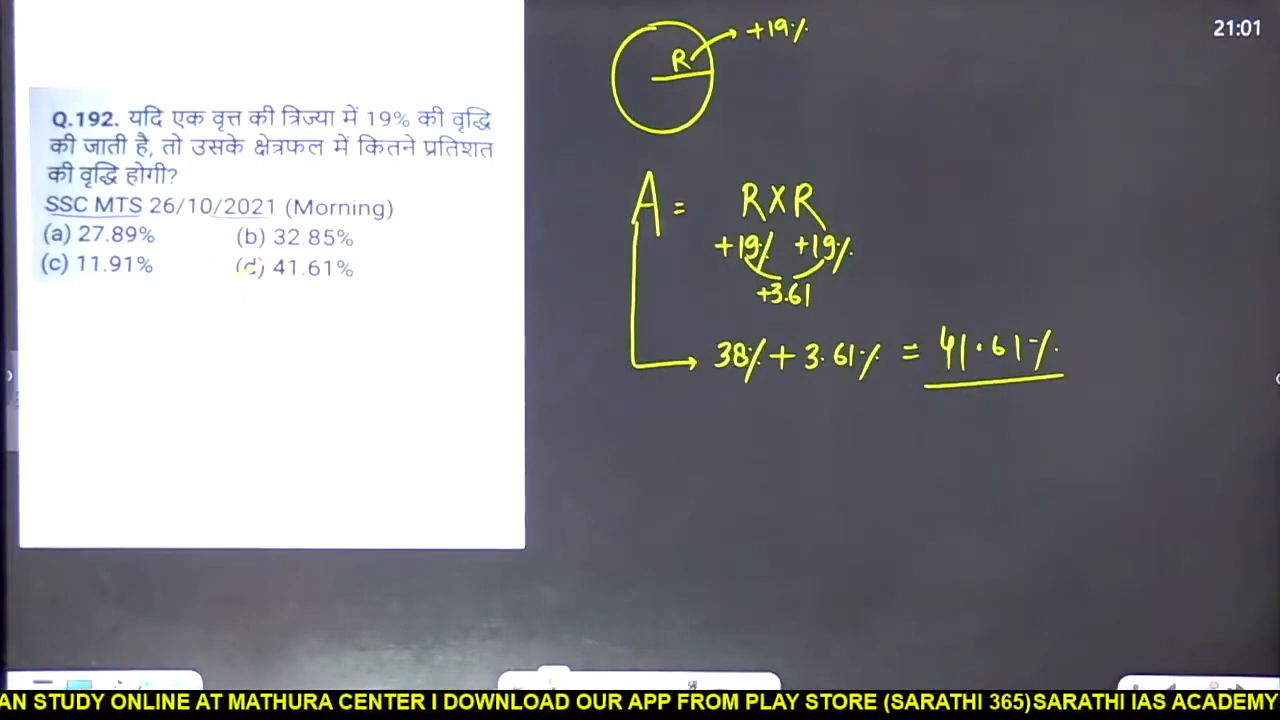 21:01
Q.192. यदि एक वृत्त की त्रिज्या में 19% की वृद्धि
की जाती है, तो उसके क्षेत्रफल में कितने प्रतिशत
की वृद्धि होगी?
SSC MTS 26/10/2021 (Morning)
(a) 27.89% (b) 32.85%
(c) 11.91% (d) 41.61%
R +19%
A = R×R
+19% +19%
+3.61
38% + 3.61% = 41.61%
AN STUDY ONLINE AT MATHURA CENTER I DOWNLOAD OUR APP FROM PLAY STORE (SARATHI 365) SARATHI IAS ACADEMY